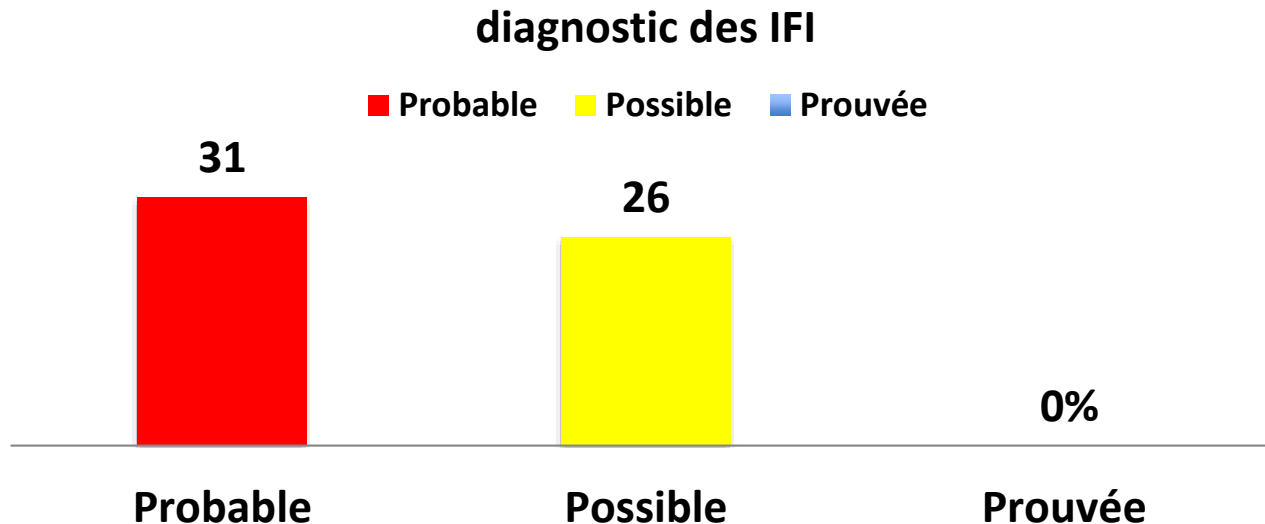 diagnostic des IFI
Probable Possible Prouvée
31
26
0%
Probable Possible Prouvée